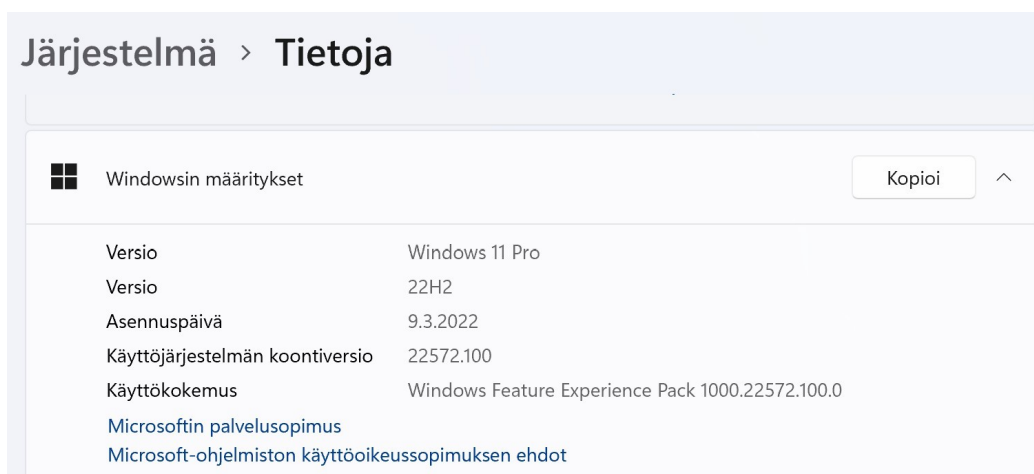 Järjestelmä > Tietoja
Windowsin määritykset Kopioi
Versio Windows 11 Pro
Versio 22H2
Asennuspäivä 9.3.2022
Käyttöjärjestelmän koontiversio 22572.100
Käyttökokemus Windows Feature Experience Pack 1000.22572.100.0
Microsoftin palvelusopimus
Microsoft-ohjelmiston käyttöoikeussopimuksen ehdot